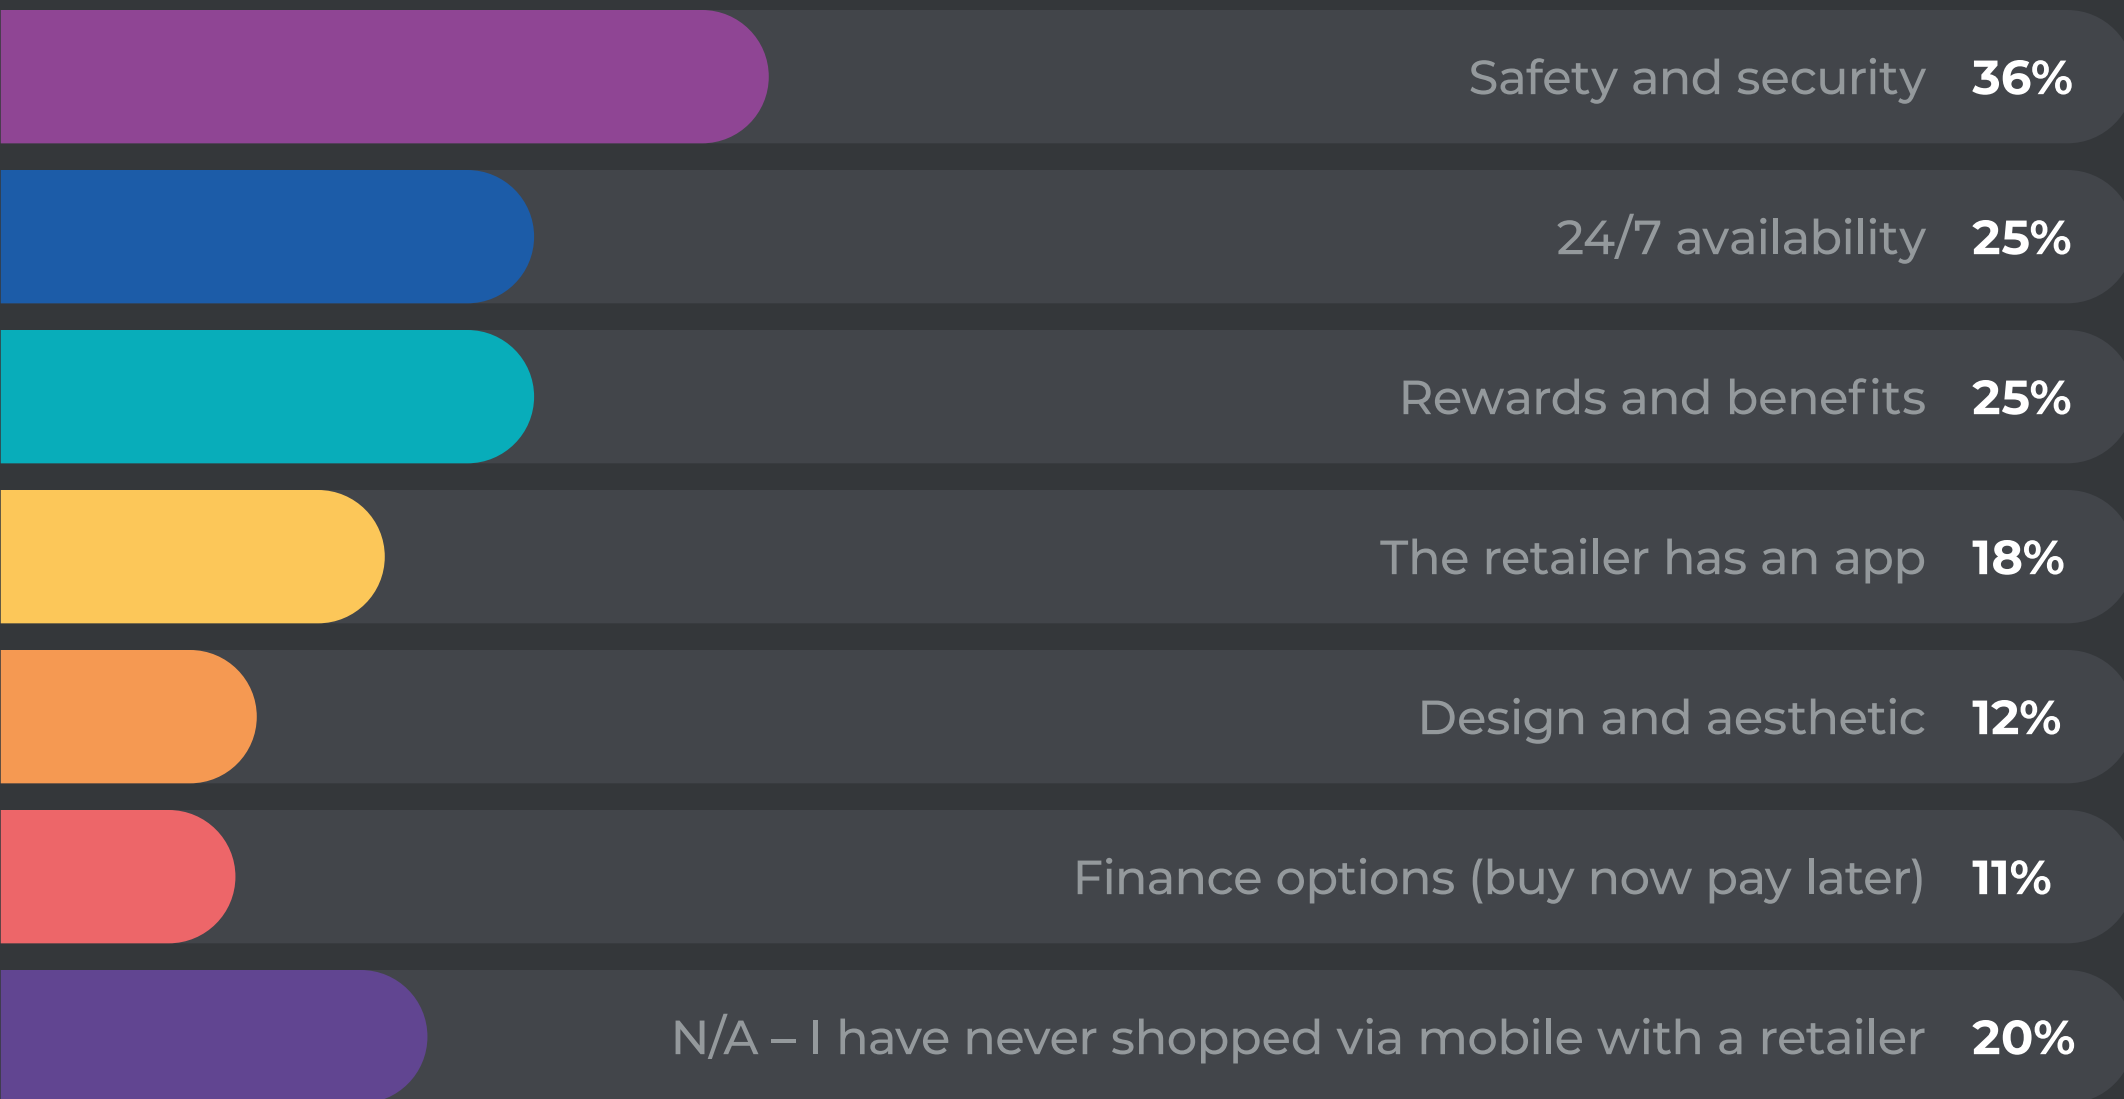 Safety and security 36%
24/7 availability 25%
Rewards and benefits 25%
The retailer has an app 18%
Design and aesthetic 12%
Finance options (buy now pay later) 11%
N/A – I have never shopped via mobile with a retailer 20%